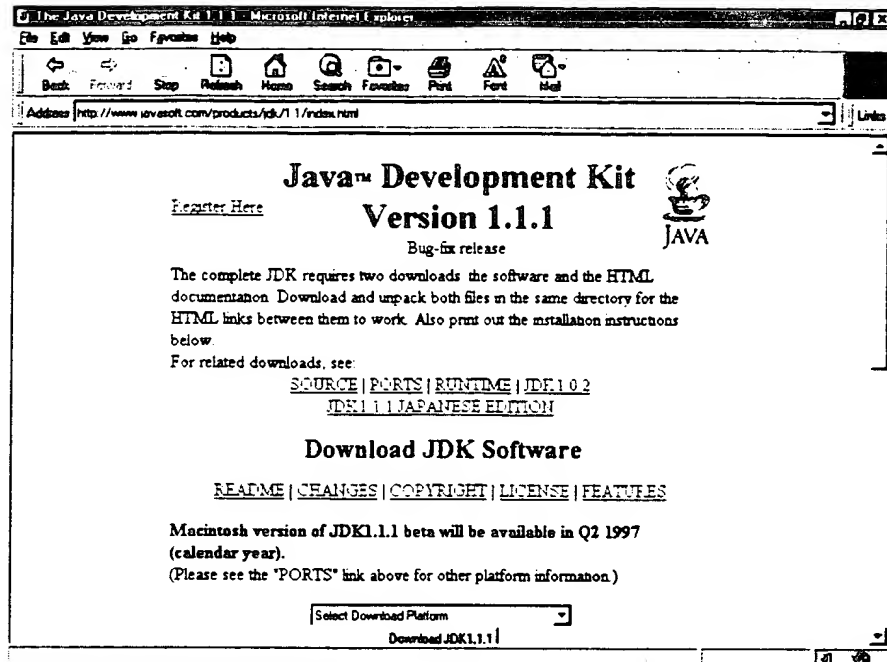 The Java Development Kit 1.1.1 - Microsoft Internet Explorer
File Edit View Go Favorites Help
Back Forward Stop Refresh Home Search Favorites Print Font Mail
Address http://www.javasoft.com/products/jdk/1.1/index.html Links
Java™ Development Kit
Register Here
Version 1.1.1
JAVA
Bug-fix release
The complete JDK requires two downloads: the software and the HTML
documentation. Download and unpack both files in the same directory for the
HTML links between them to work. Also print out the installation instructions
below.
For related downloads, see:
SOURCE | PORTS | RUNTIME | JDK 1.0.2
JDK 1.1.1 JAPANESE EDITION
Download JDK Software
README | CHANGES | COPYRIGHT | LICENSE | FEATURES
Macintosh version of JDK1.1.1 beta will be available in Q2 1997
(calendar year).
(Please see the "PORTS" link above for other platform information.)
Select Download Platform
Download JDK1.1.1